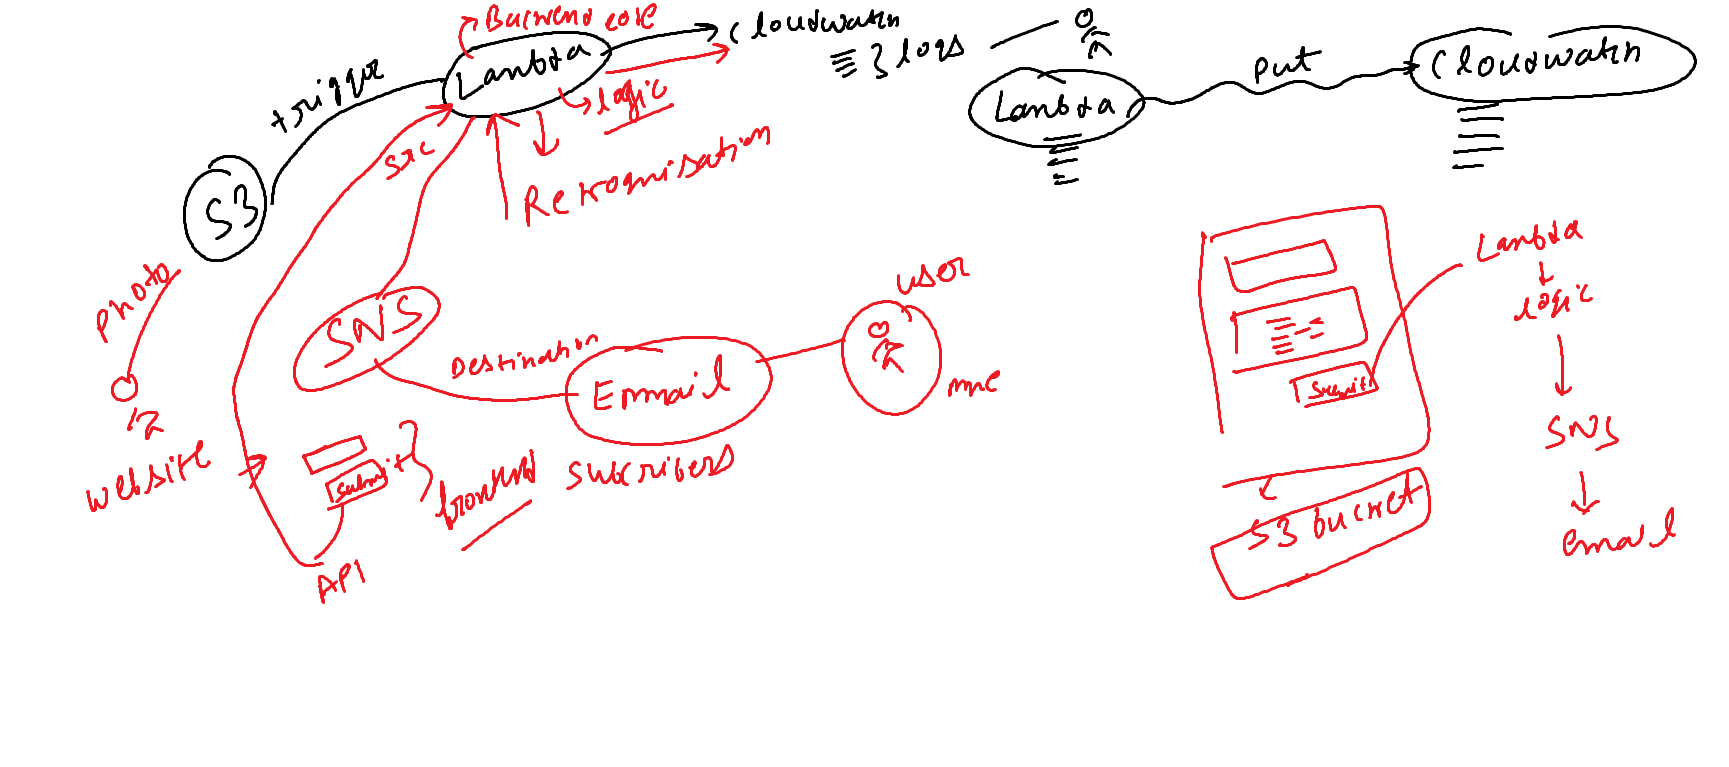 Backend code
Lambda
Cloudwatch
logs
trigger
logic
src
Rekognisation
S3
photo
SNS
Destination
Email
user
me
website
submit
frontend
subcribers
API
Lambda
put
Cloudwatch
Lambda
logic
Submit
SNS
S3 bucket
email